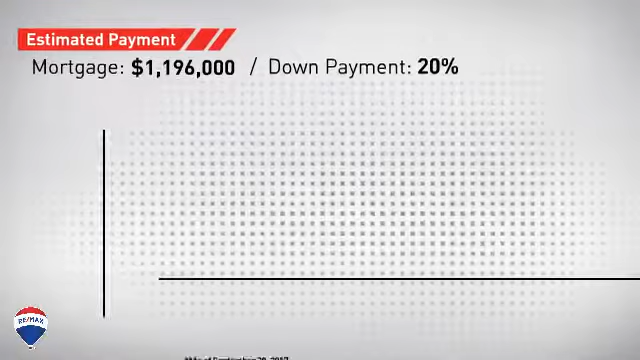 Estimated Payment
Mortgage: $1,196,000 / Down Payment: 20%
RE/MAX